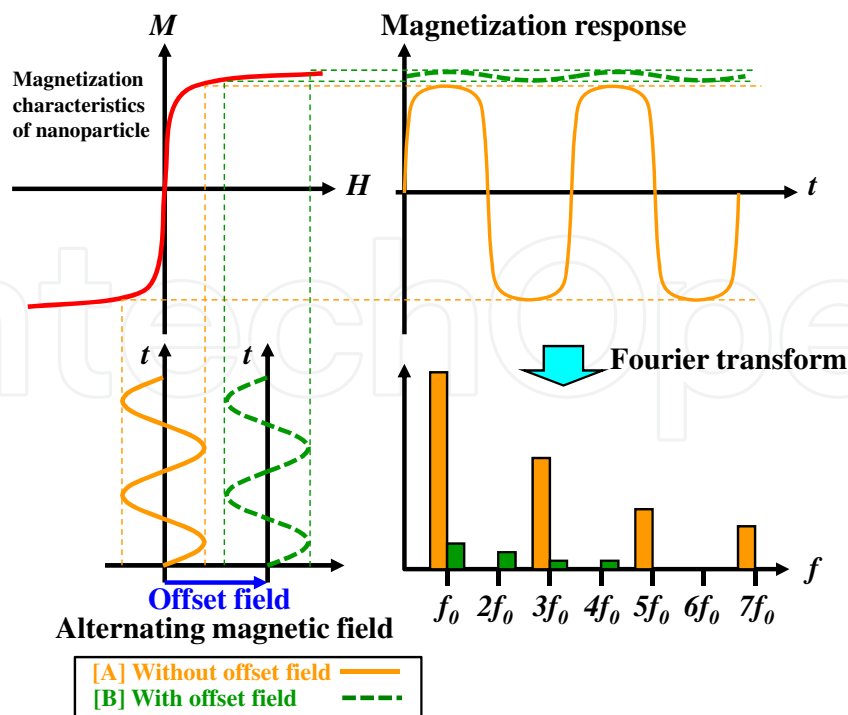 M
Magnetization response
Magnetization
characteristics
of nanoparticle
H
t
t
t
Fourier transform
f
f0 2f0 3f0 4f0 5f0 6f0 7f0
Offset field
Alternating magnetic field
[A] Without offset field
[B] With offset field